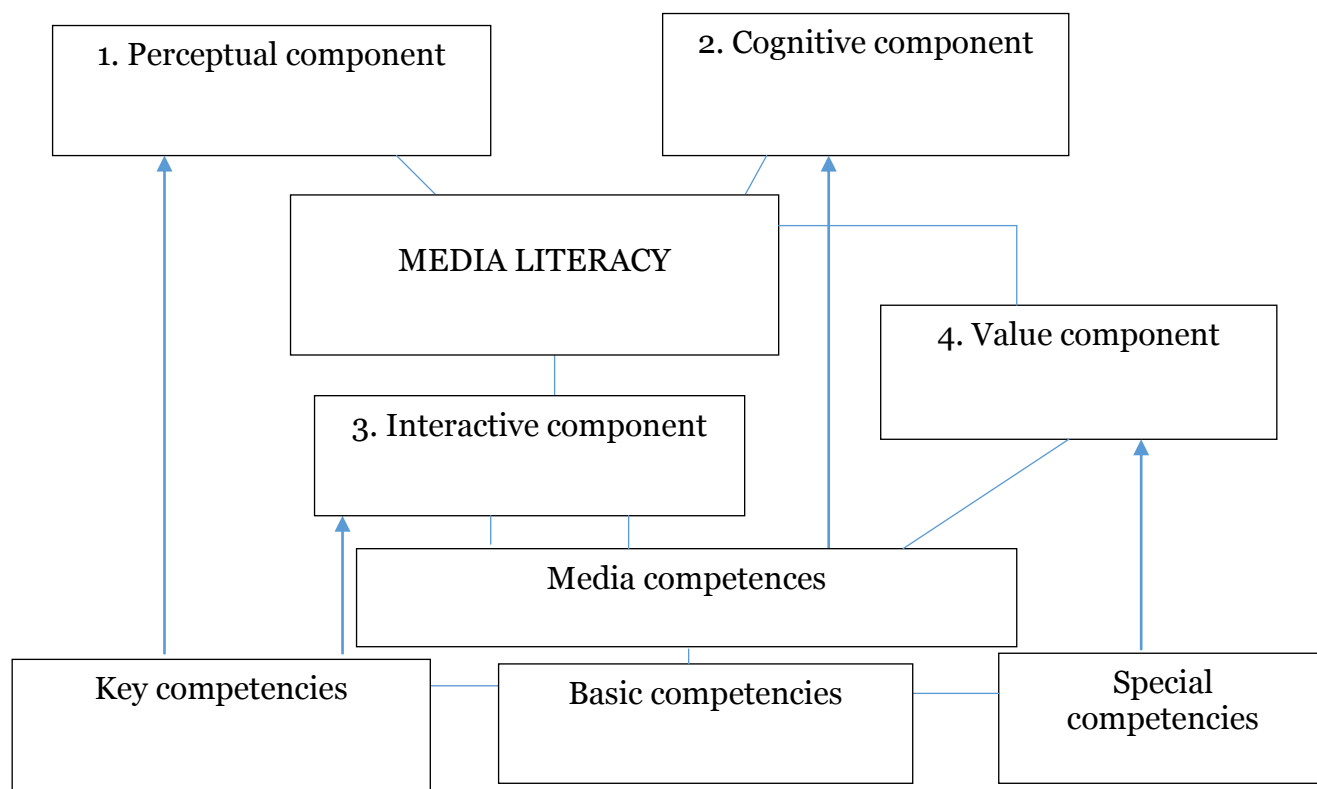 1. Perceptual component
2. Cognitive component
MEDIA LITERACY
4. Value component
3. Interactive component
Media competences
Key competencies
Basic competencies
Special
competencies